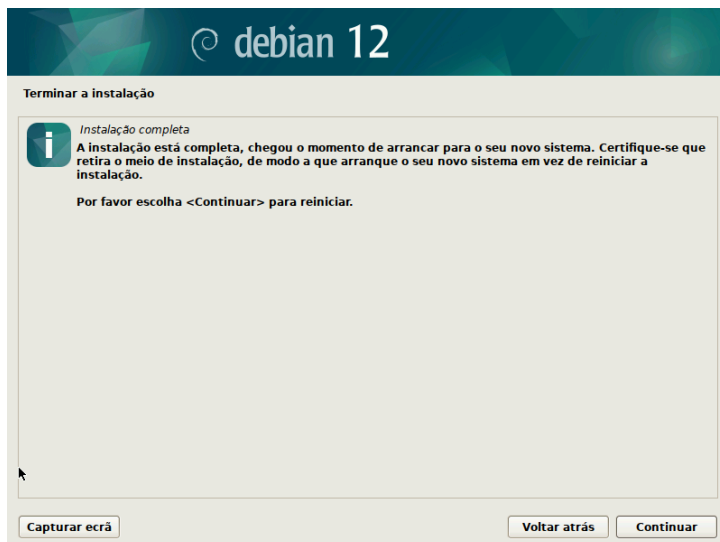 debian 12
Terminar a instalação
Instalação completa
A instalação está completa, chegou o momento de arrancar para o seu novo sistema. Certifique-se que
retira o meio de instalação, de modo a que arranque o seu novo sistema em vez de reiniciar a
instalação.
Por favor escolha <Continuar> para reiniciar.
Capturar ecrã
Voltar atrás
Continuar